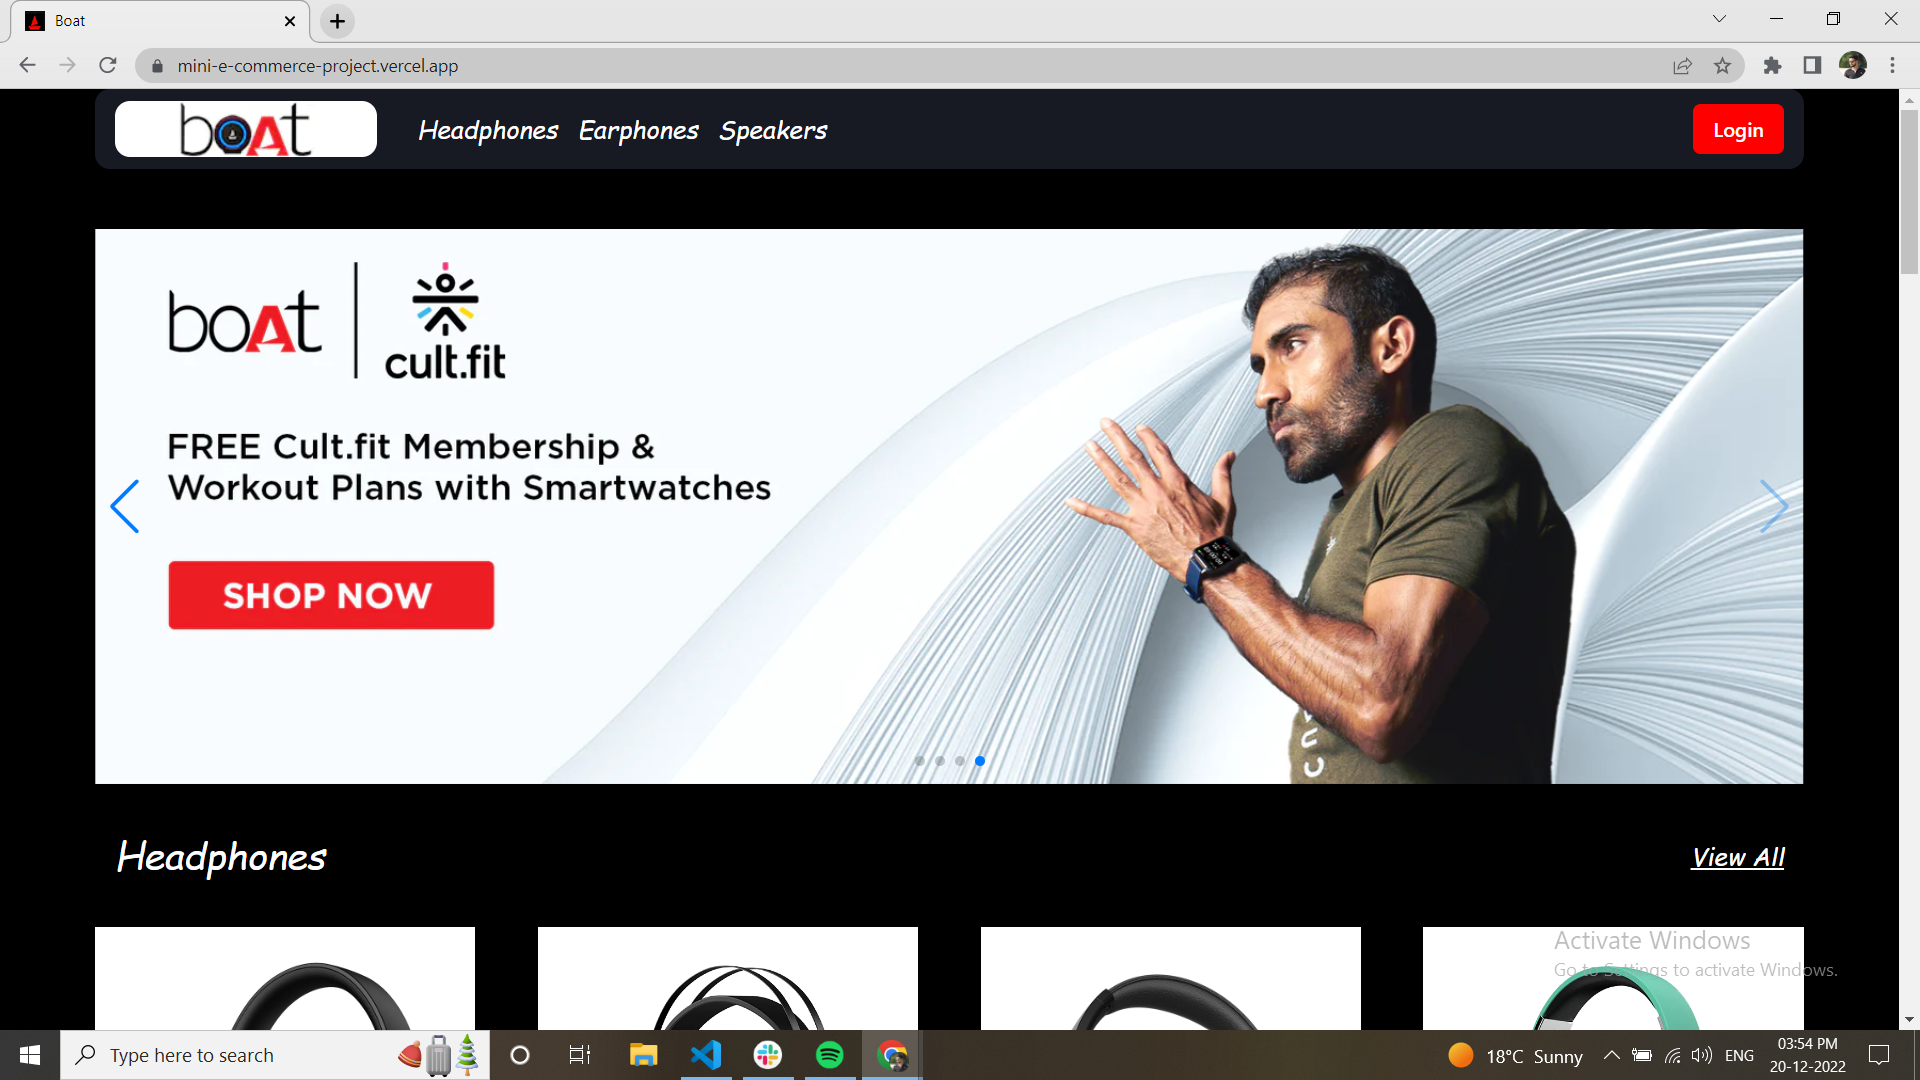 Boat
mini-e-commerce-project.vercel.app
boAt
Headphones Earphones Speakers
Login
boAt
cult.fit
FREE Cult.fit Membership &
Workout Plans with Smartwatches
SHOP NOW
Headphones
View All
Activate Windows
Go to Settings to activate Windows.
Type here to search
18°C Sunny
ENG
03:54 PM
20-12-2022